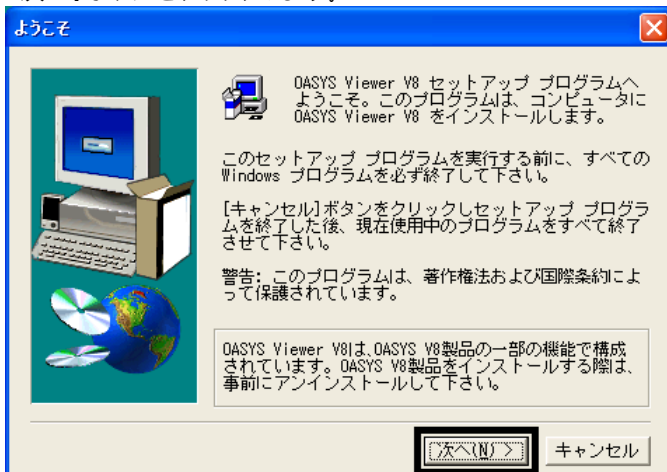 ようこそ
OASYS Viewer V8 セットアップ プログラムへ
ようこそ。このプログラムは、コンピュータに
OASYS Viewer V8 をインストールします。
このセットアップ プログラムを実行する前に、すべての
Windows プログラムを必ず終了して下さい。
[キャンセル]ボタンをクリックしセットアップ プログラ
ムを終了した後、現在使用中のプログラムをすべて終了
させて下さい。
警告: このプログラムは、著作権法および国際条約によ
って保護されています。
OASYS Viewer V8は、OASYS V8製品の一部の機能で構成
されています。OASYS V8製品をインストールする際は、
事前にアンインストールして下さい。
次へ(N) >
キャンセル